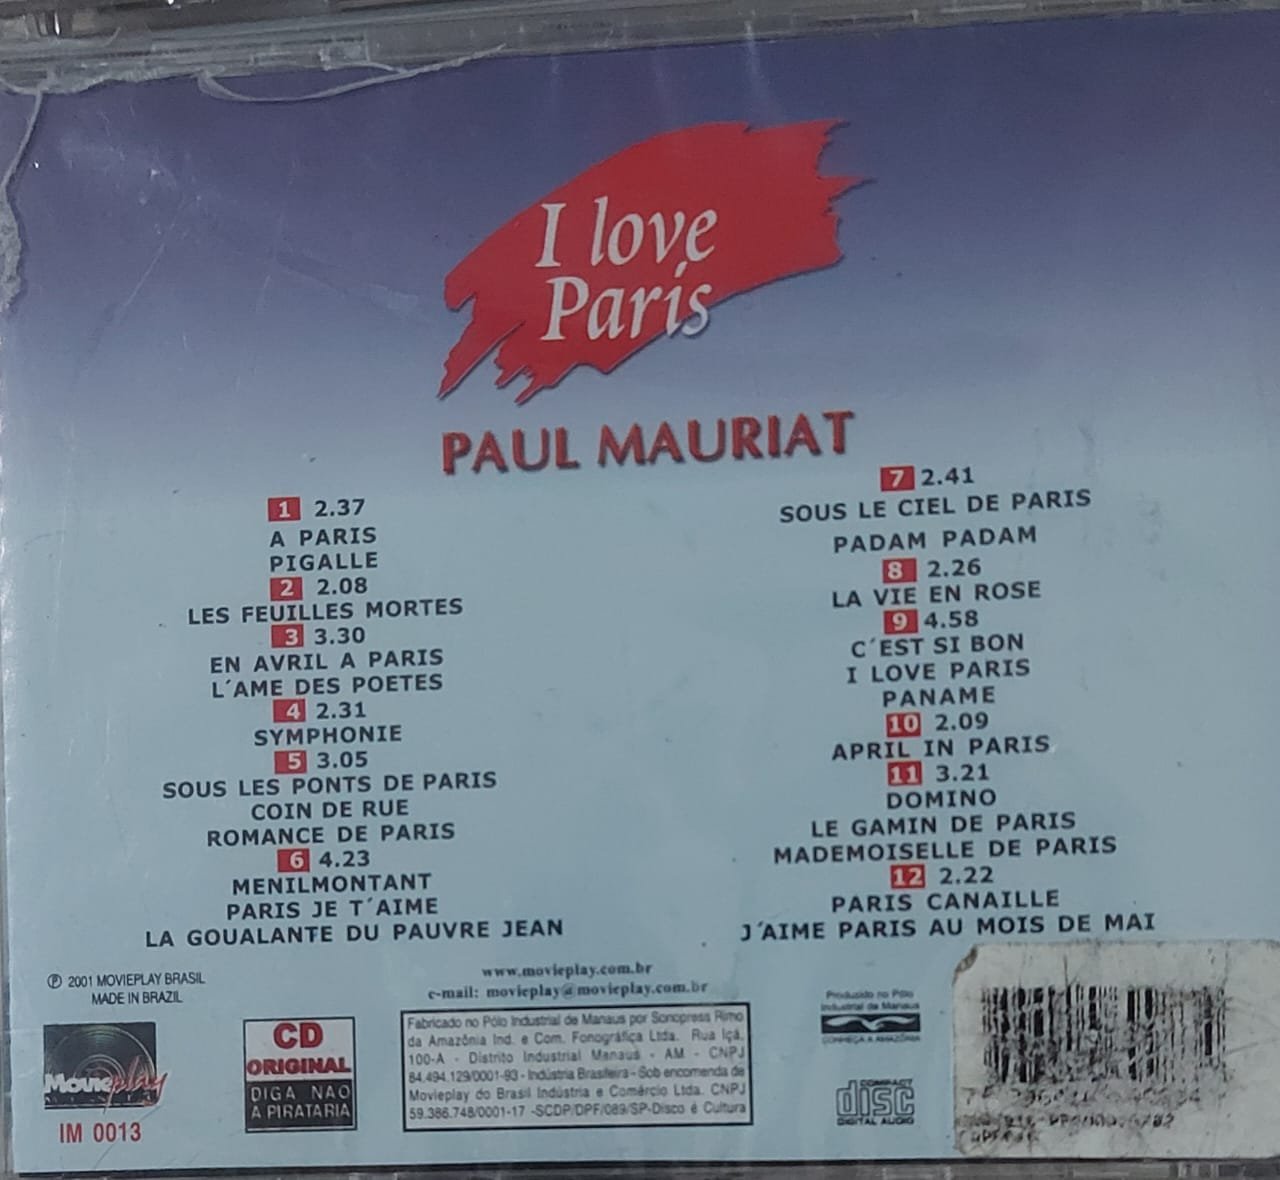 I love
Paris
PAUL MAURIAT
1 2.37
A PARIS
PIGALLE
2 2.08
LES FEUILLES MORTES
3 3.30
EN AVRIL A PARIS
L´AME DES POETES
4 2.31
SYMPHONIE
5 3.05
SOUS LES PONTS DE PARIS
COIN DE RUE
ROMANCE DE PARIS
6 4.23
MENILMONTANT
PARIS JE T´AIME
LA GOUALANTE DU PAUVRE JEAN
7 2.41
SOUS LE CIEL DE PARIS
PADAM PADAM
8 2.26
LA VIE EN ROSE
9 4.58
C´EST SI BON
I LOVE PARIS
PANAME
10 2.09
APRIL IN PARIS
11 3.21
DOMINO
LE GAMIN DE PARIS
MADEMOISELLE DE PARIS
12 2.22
PARIS CANAILLE
J´AIME PARIS AU MOIS DE MAI
℗ 2001 MOVIEPLAY BRASIL
MADE IN BRAZIL
Movieplay
IM 0013
CD
ORIGINAL
DIGA NÃO
A PIRATARIA
www.movieplay.com.br
e-mail: movieplay@movieplay.com.br
Fabricado no Pólo Industrial de Manaus por Sonopress Rimo
da Amazônia Ind. e Com. Fonográfica Ltda. Rua Içá,
100-A - Distrito Industrial Manaus - AM - CNPJ
84.494.129/0001-93 - Indústria Brasileira - Sob encomenda de
Movieplay do Brasil Indústria e Comércio Ltda. CNPJ
59.386.748/0001-17 -SCDP/DPF/089/SP-Disco é Cultura
Produzido no Pólo
Industrial de Manaus
CONHEÇA A AMAZÔNIA
COMPACT
disc
DIGITAL AUDIO